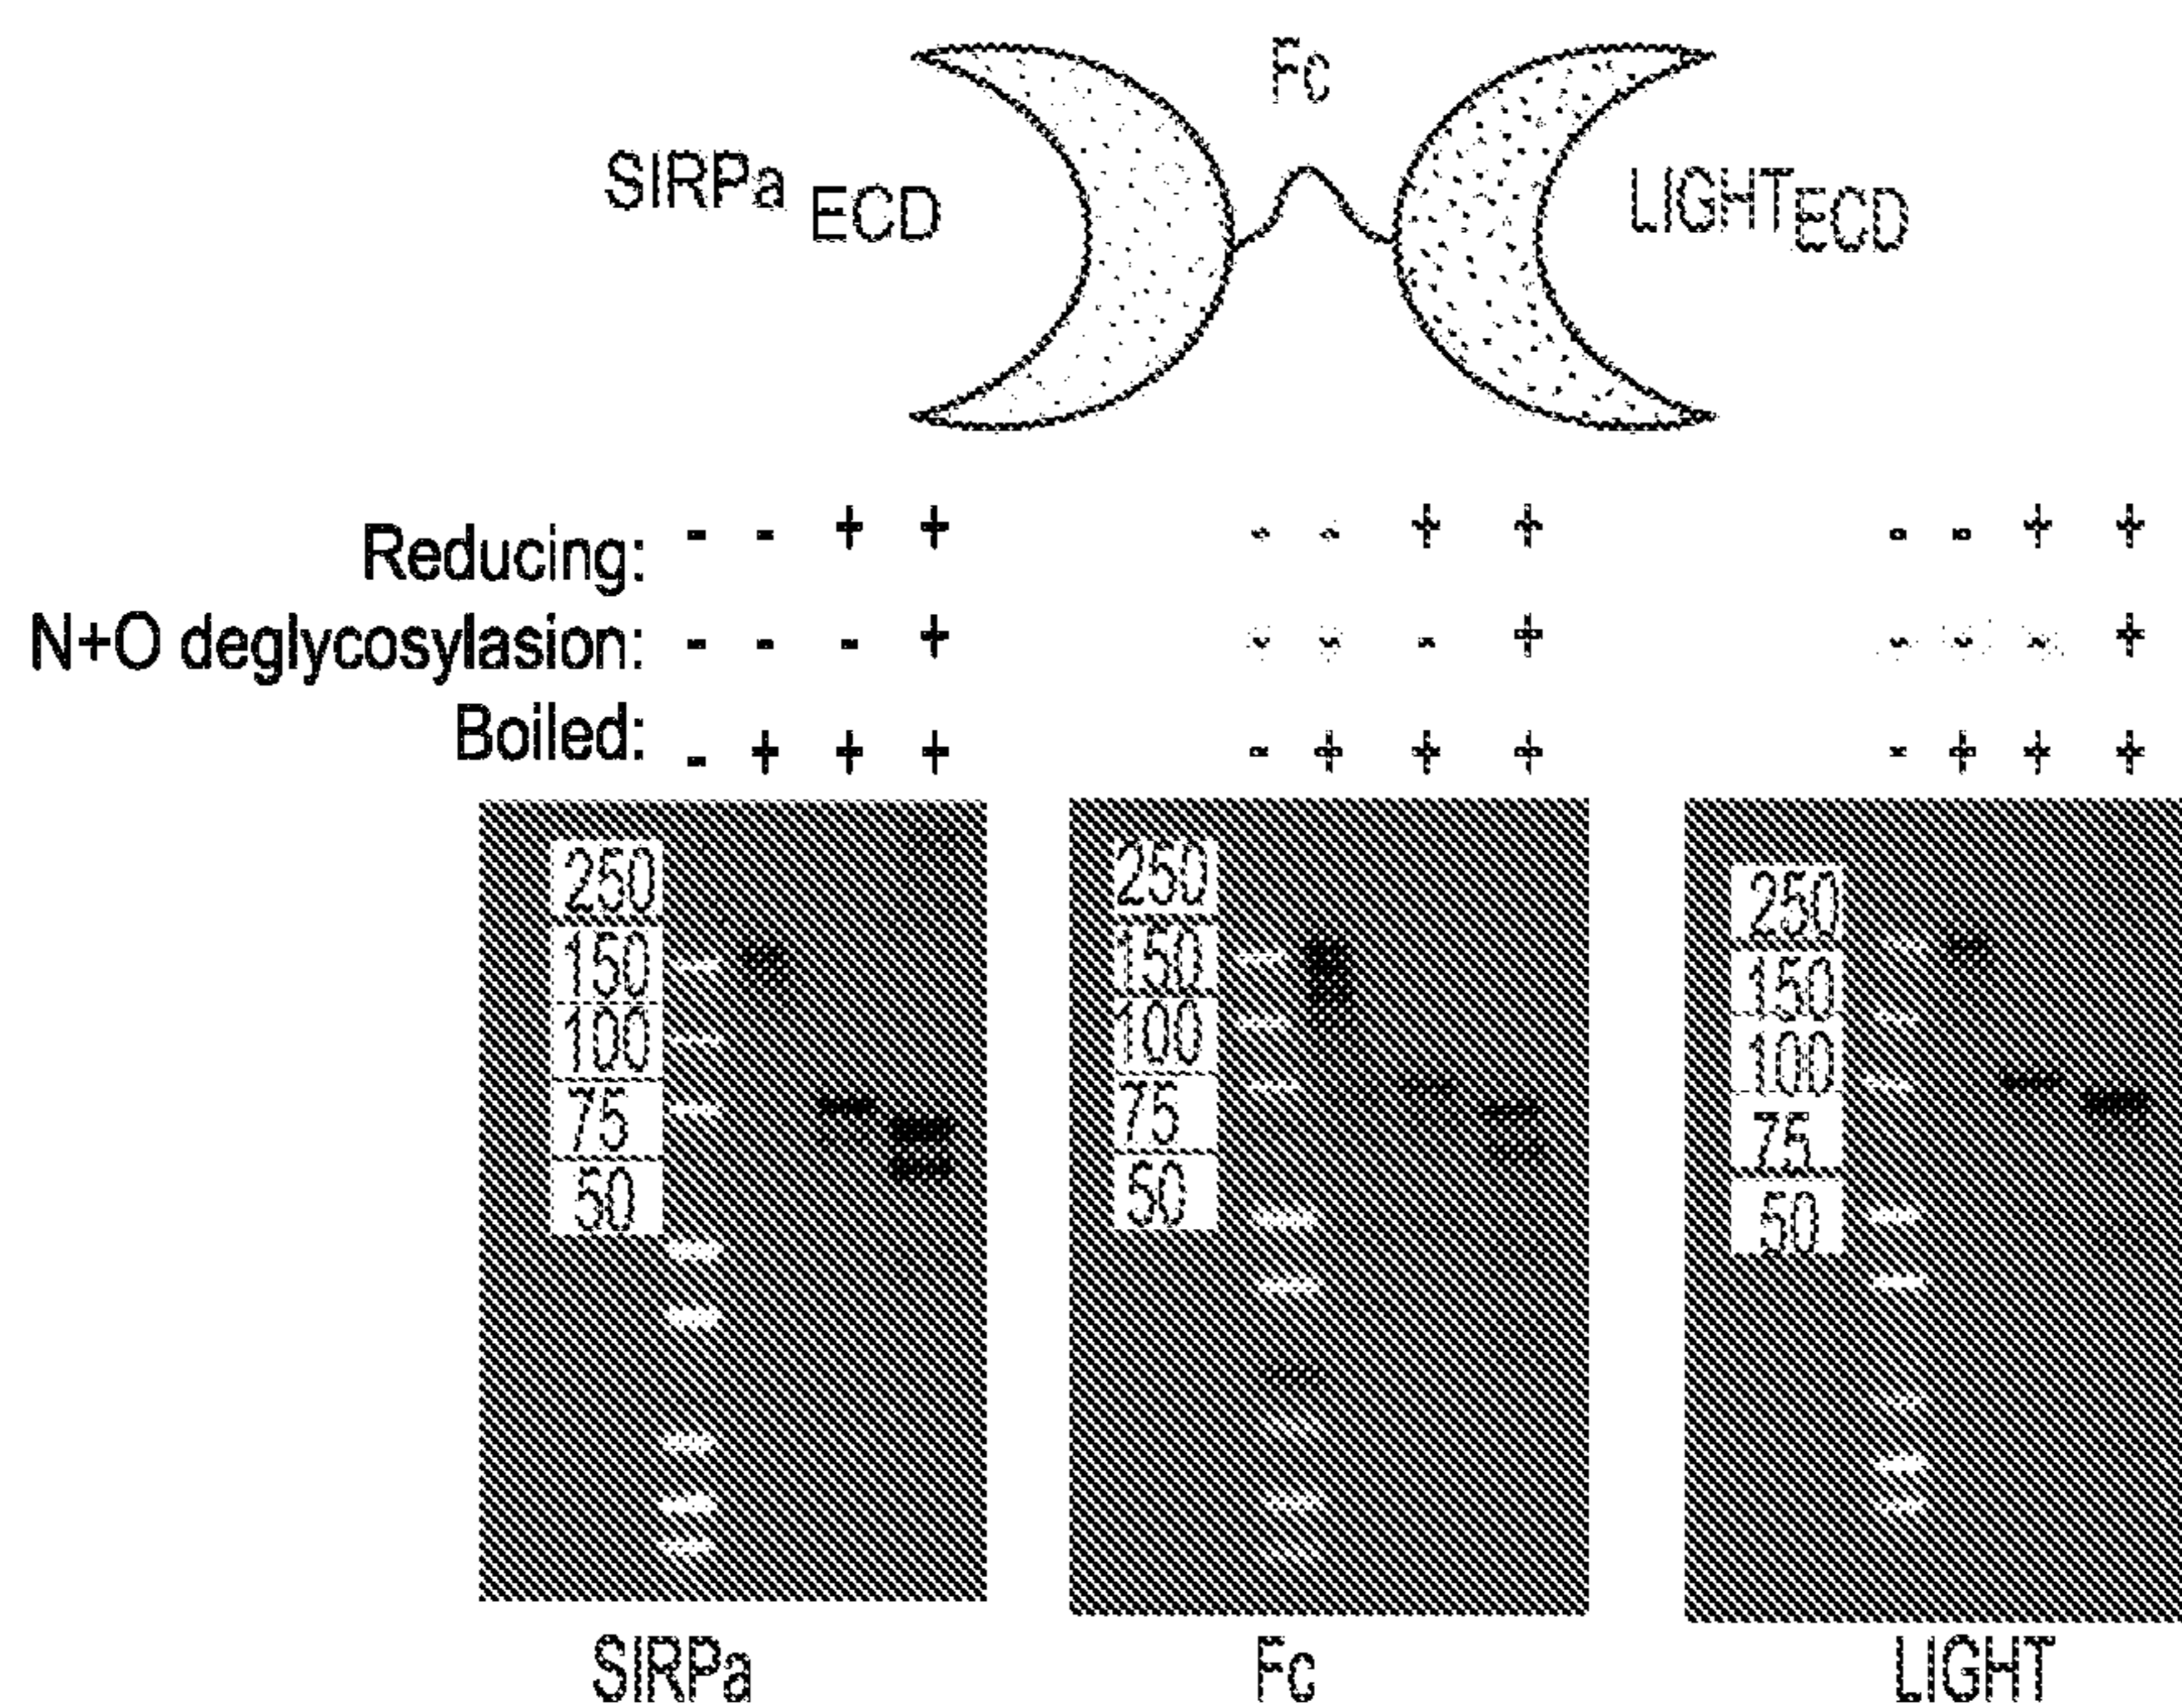 Fc
SIRPa ECD
LIGHTECD
Reducing: - - + + - - + + - - + +
N+O deglycosylasion: - - - + - - - + - - - +
Boiled: - + + + - + + + - + + +
250 250 250
150 150 150
100 100 100
75 75 75
50 50 50
SIRPa Fc LIGHT